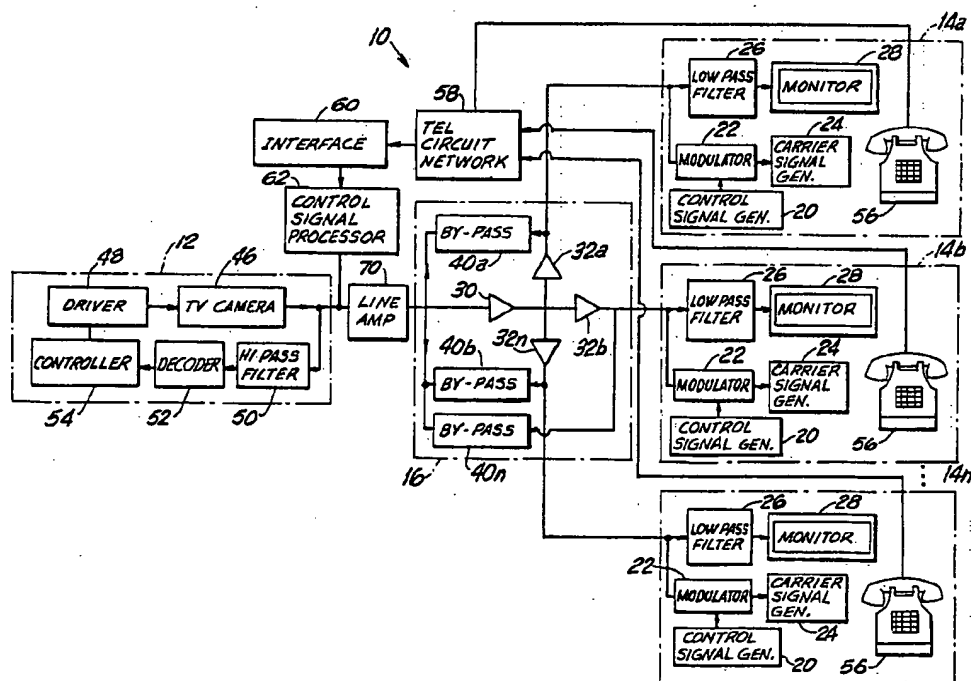 10
14a
26
28
LOW PASS
FILTER
MONITOR
22
24
MODULATOR
CARRIER
SIGNAL
GEN.
CONTROL
SIGNAL GEN.
20
56
58
TEL
CIRCUIT
NETWORK
60
INTERFACE
62
CONTROL
SIGNAL
PROCESSOR
12
48
DRIVER
46
TV CAMERA
70
LINE
AMP
CONTROLLER
54
DECODER
52
HI-PASS
FILTER
50
BY-PASS
40a
32a
30
32b
32n
40b
BY-PASS
BY-PASS
40n
16
14b
26
28
LOW PASS
FILTER
MONITOR
22
24
MODULATOR
CARRIER
SIGNAL
GEN.
CONTROL
SIGNAL GEN.
20
56
14n
26
28
LOW PASS
FILTER
MONITOR
22
MODULATOR
CARRIER
SIGNAL
GEN.
24
CONTROL
SIGNAL GEN.
20
56